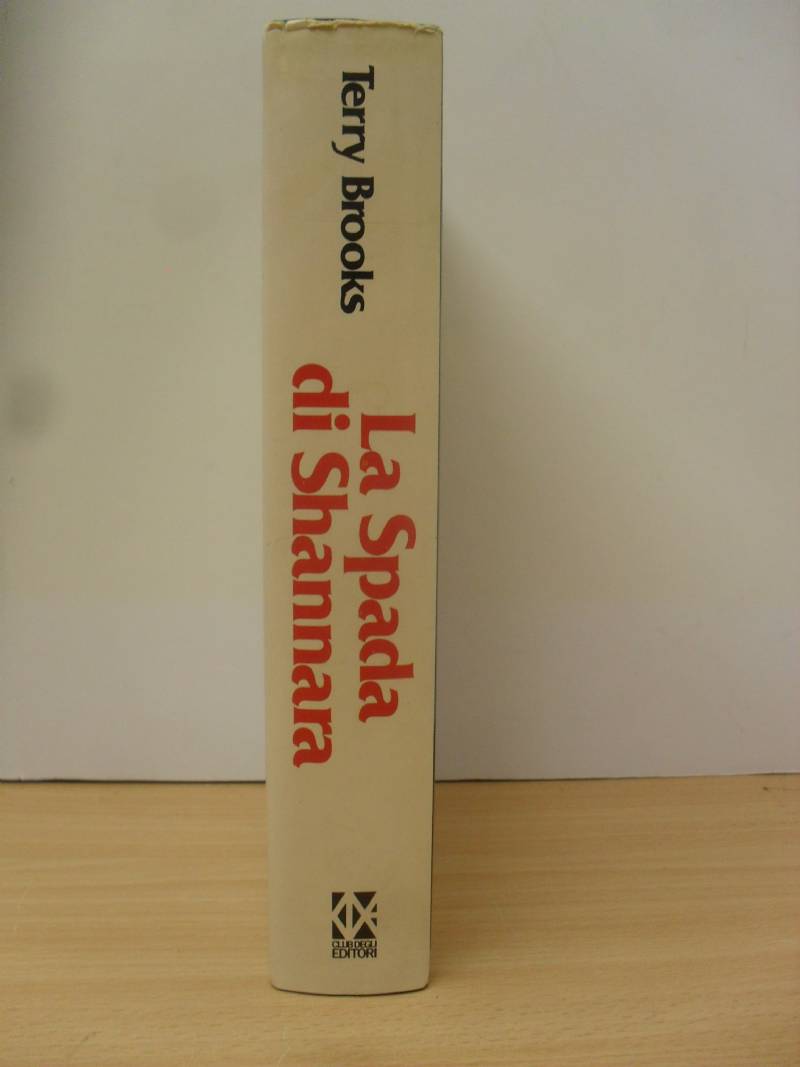 Terry Brooks
La Spada
di Shannara
CLUB DEGLI
EDITORI